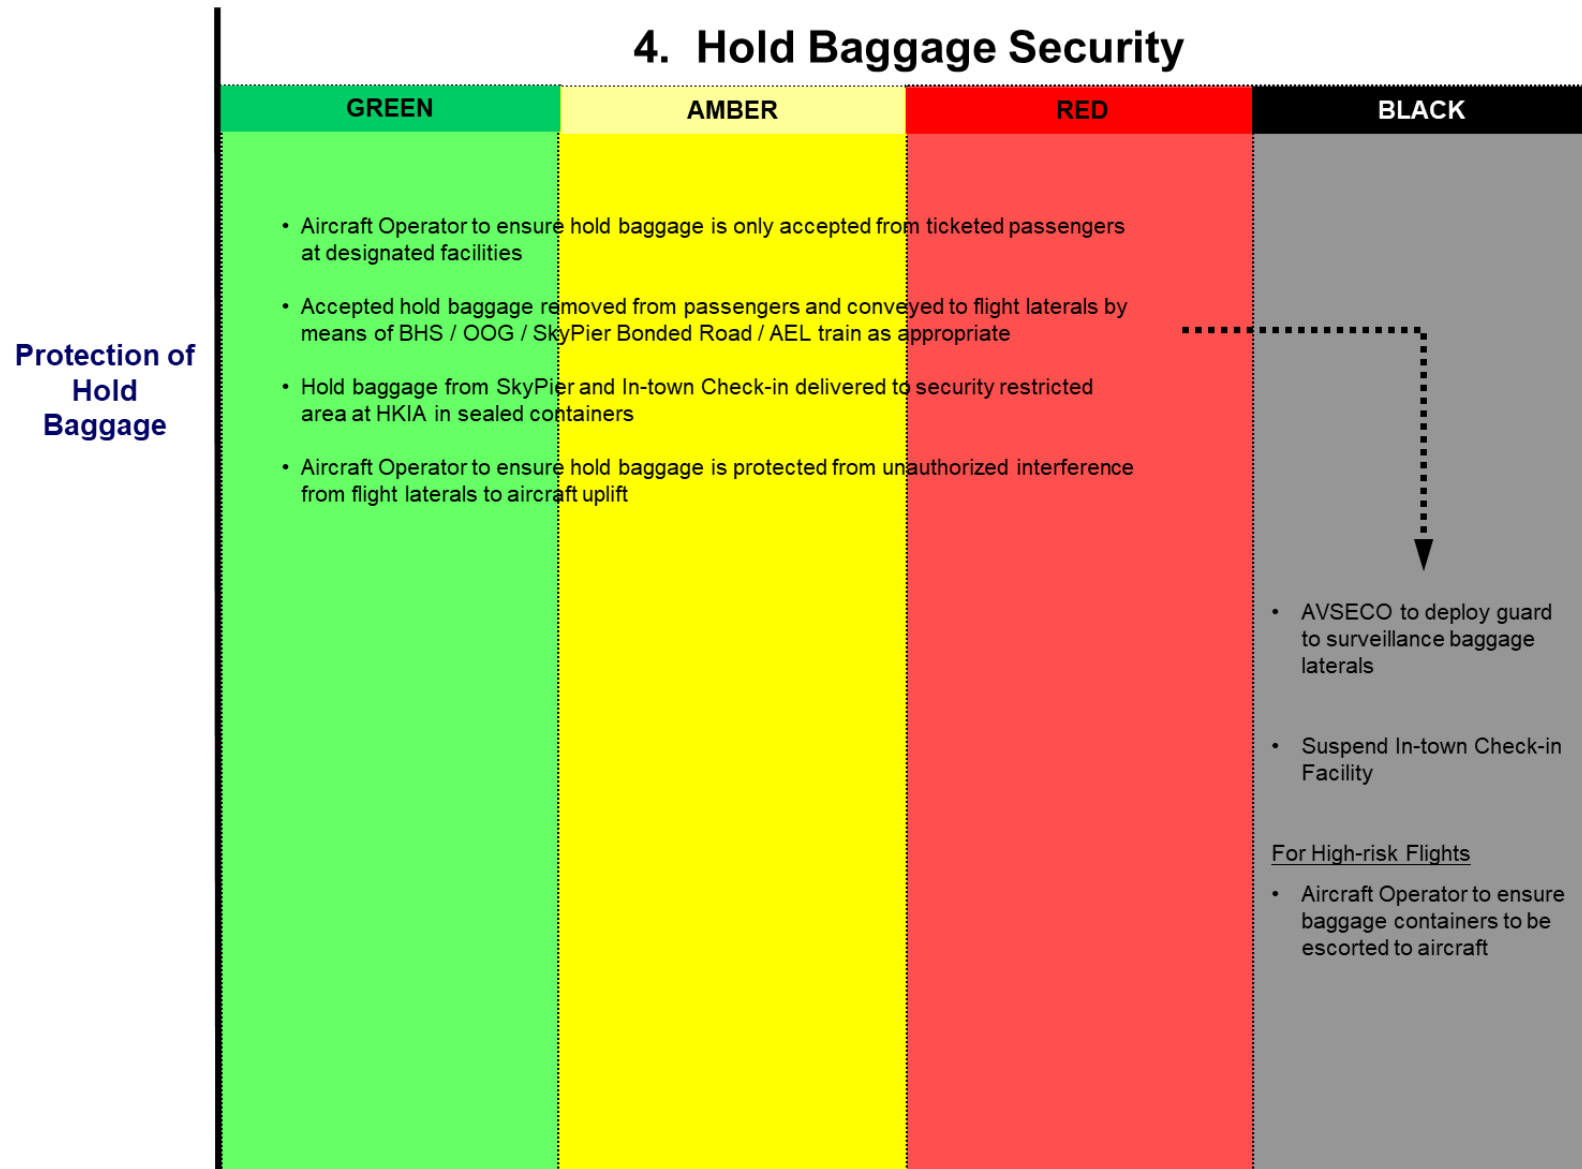 4. Hold Baggage Security
GREEN
AMBER
RED
BLACK
Protection of
Hold
Baggage
• Aircraft Operator to ensure hold baggage is only accepted from ticketed passengers
at designated facilities
• Accepted hold baggage removed from passengers and conveyed to flight laterals by
means of BHS / OOG / SkyPier Bonded Road / AEL train as appropriate
• Hold baggage from SkyPier and In-town Check-in delivered to security restricted
area at HKIA in sealed containers
• Aircraft Operator to ensure hold baggage is protected from unauthorized interference
from flight laterals to aircraft uplift
• AVSECO to deploy guard
to surveillance baggage
laterals
• Suspend In-town Check-in
Facility
For High-risk Flights
• Aircraft Operator to ensure
baggage containers to be
escorted to aircraft